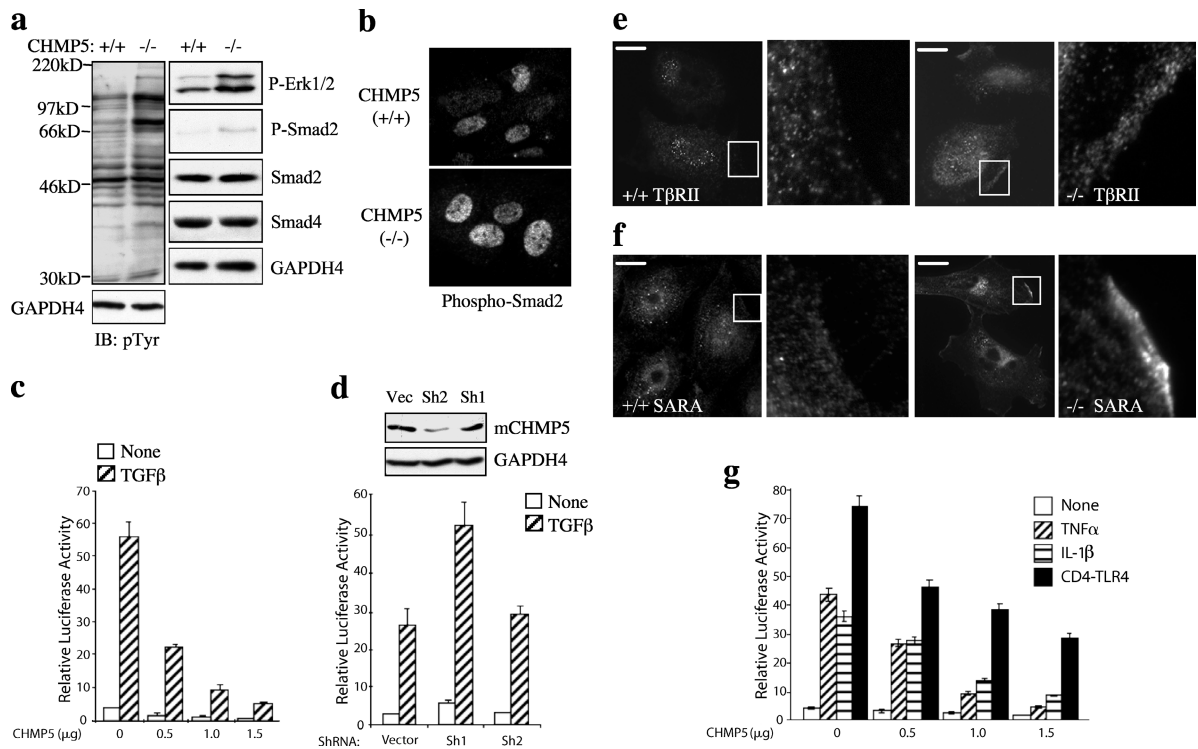 a
CHMP5: +/+ -/- +/+ -/-
220kD
97kD
66kD
46kD
30kD
GAPDH4
IB: pTyr
P-Erk1/2
P-Smad2
Smad2
Smad4
GAPDH4
b
CHMP5
(+/+)
CHMP5
(-/-)
Phospho-Smad2
c
None
TGFβ
Relative Luciferase Activity
70
60
50
40
30
20
10
0
CHMP5 (μg) 0 0.5 1.0 1.5
d
Vec Sh2 Sh1
mCHMP5
GAPDH4
None
TGFβ
Relative Luciferase Activity
60
50
40
30
20
10
0
ShRNA: Vector Sh1 Sh2
e
+/+ TβRII
-/- TβRII
f
+/+ SARA
-/- SARA
g
None
TNFα
IL-1β
CD4-TLR4
Relative Luciferase Activity
80
70
60
50
40
30
20
10
0
CHMP5 (μg) 0 0.5 1.0 1.5